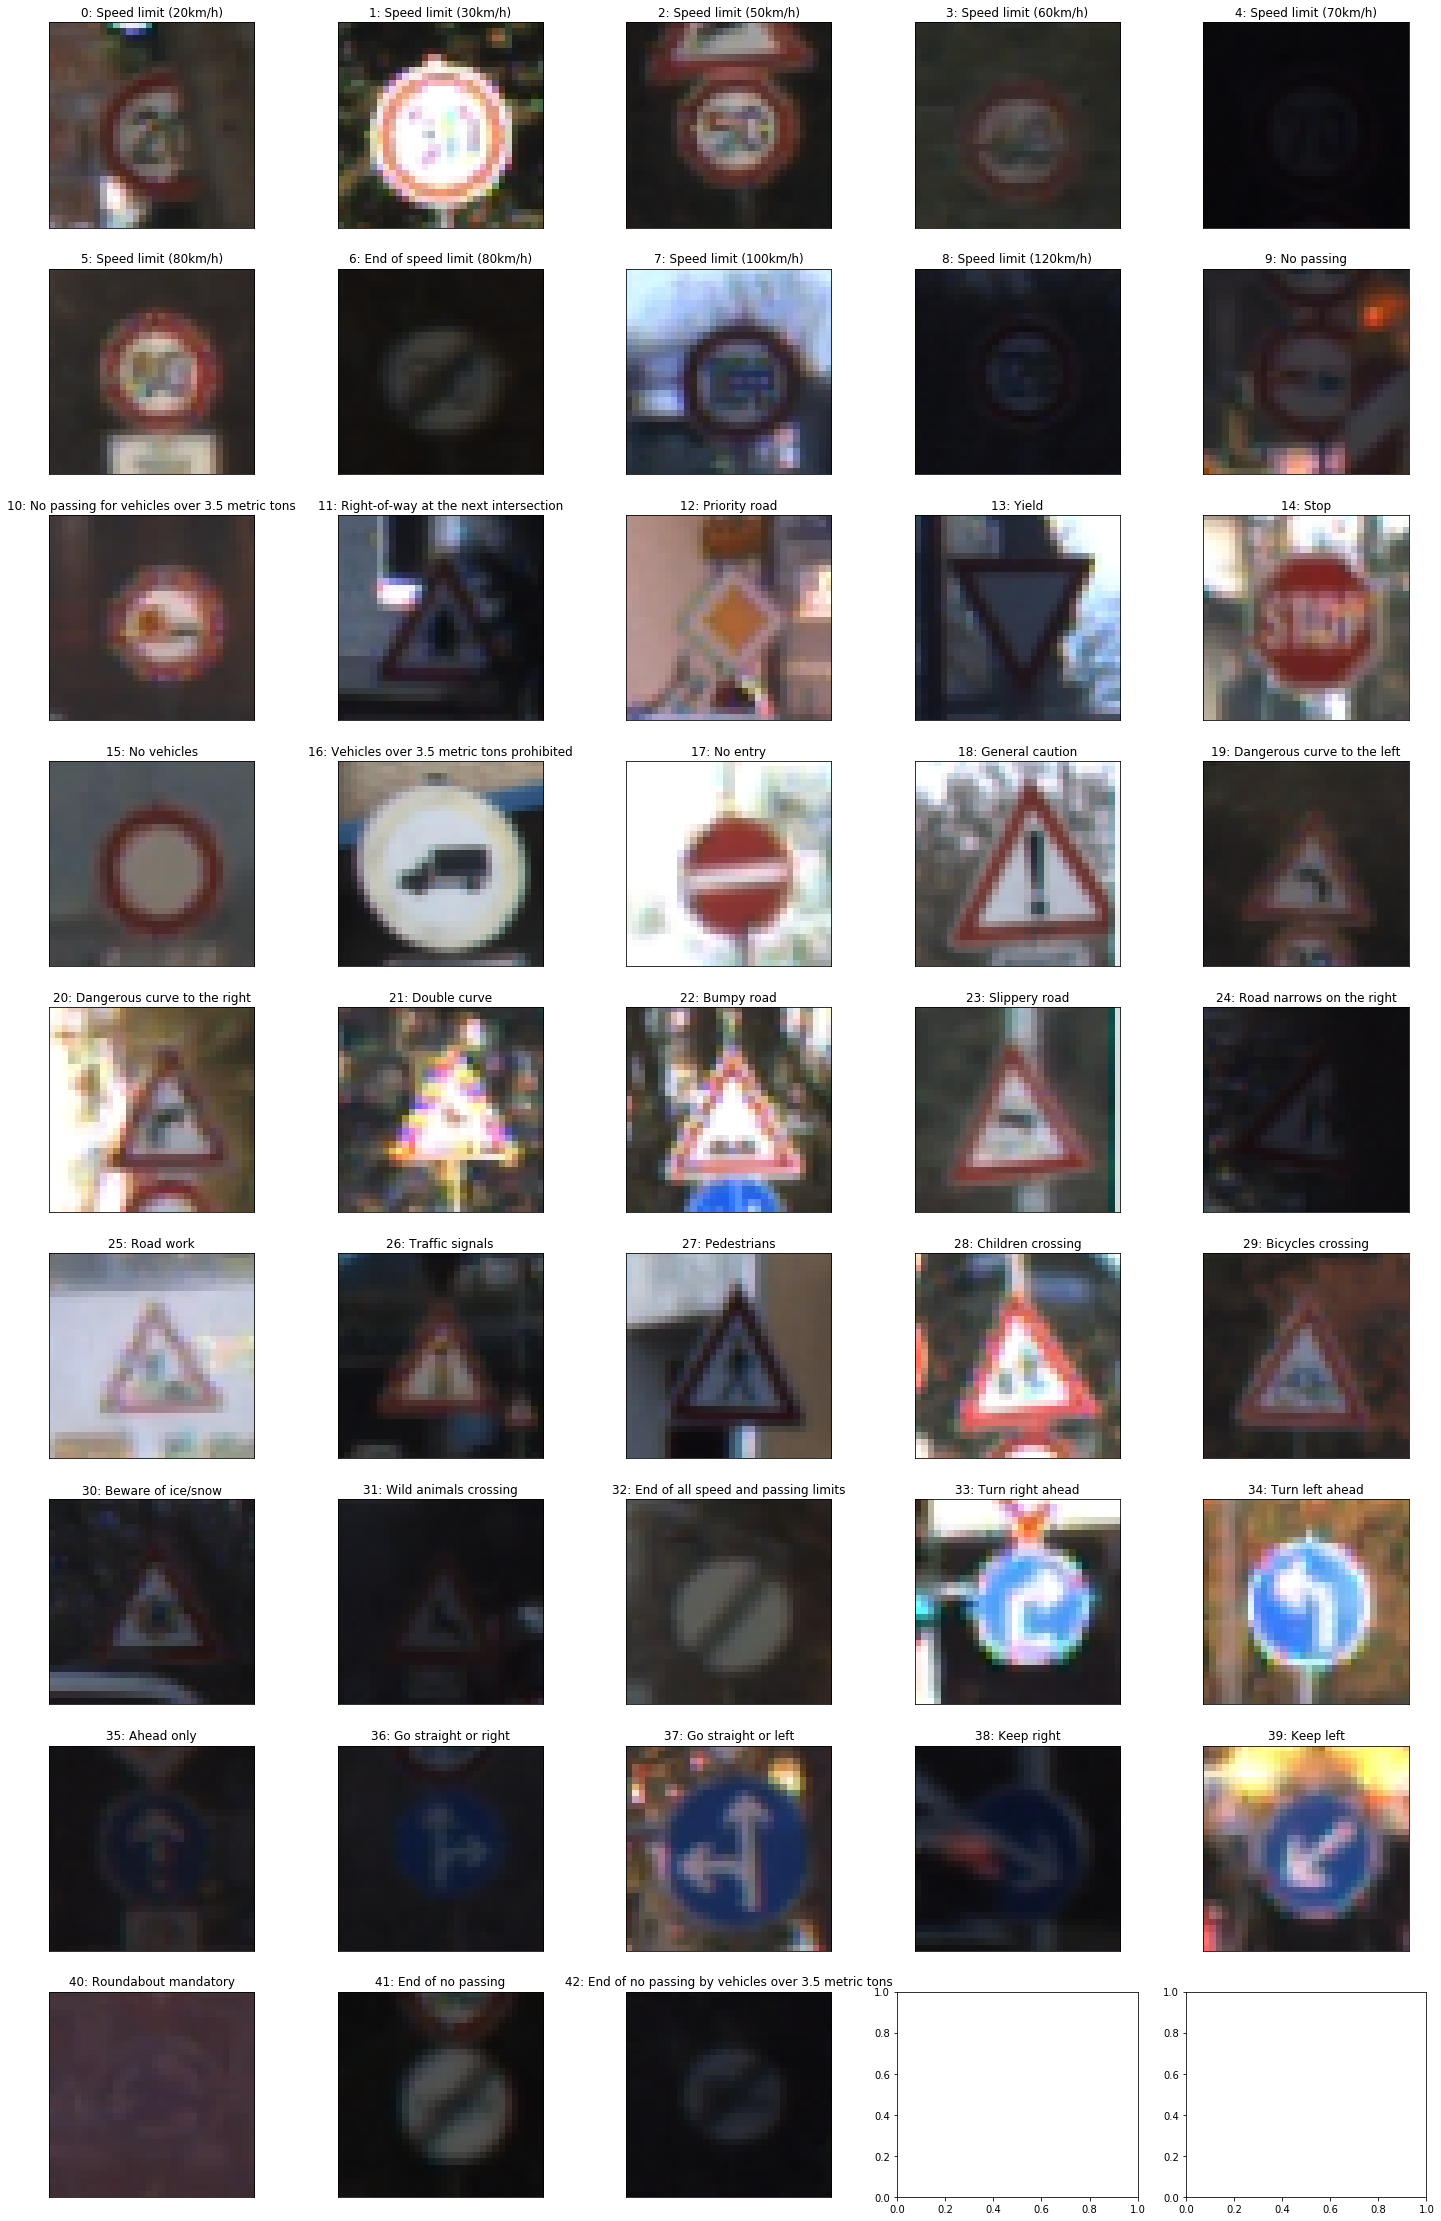 0: Speed limit (20km/h)
1: Speed limit (30km/h)
2: Speed limit (50km/h)
3: Speed limit (60km/h)
4: Speed limit (70km/h)
20
70
5: Speed limit (80km/h)
6: End of speed limit (80km/h)
7: Speed limit (100km/h)
8: Speed limit (120km/h)
9: No passing
10: No passing for vehicles over 3.5 metric tons
11: Right-of-way at the next intersection
12: Priority road
13: Yield
14: Stop
STOP
15: No vehicles
16: Vehicles over 3.5 metric tons prohibited
17: No entry
18: General caution
19: Dangerous curve to the left
20: Dangerous curve to the right
21: Double curve
22: Bumpy road
23: Slippery road
24: Road narrows on the right
25: Road work
26: Traffic signals
27: Pedestrians
28: Children crossing
29: Bicycles crossing
30: Beware of ice/snow
31: Wild animals crossing
32: End of all speed and passing limits
33: Turn right ahead
34: Turn left ahead
35: Ahead only
36: Go straight or right
37: Go straight or left
38: Keep right
39: Keep left
40: Roundabout mandatory
41: End of no passing
42: End of no passing by vehicles over 3.5 metric tons
1.0
0.8
0.6
0.4
0.2
0.0
0.0 0.2 0.4 0.6 0.8 1.0
1.0
0.8
0.6
0.4
0.2
0.0
0.0 0.2 0.4 0.6 0.8 1.0